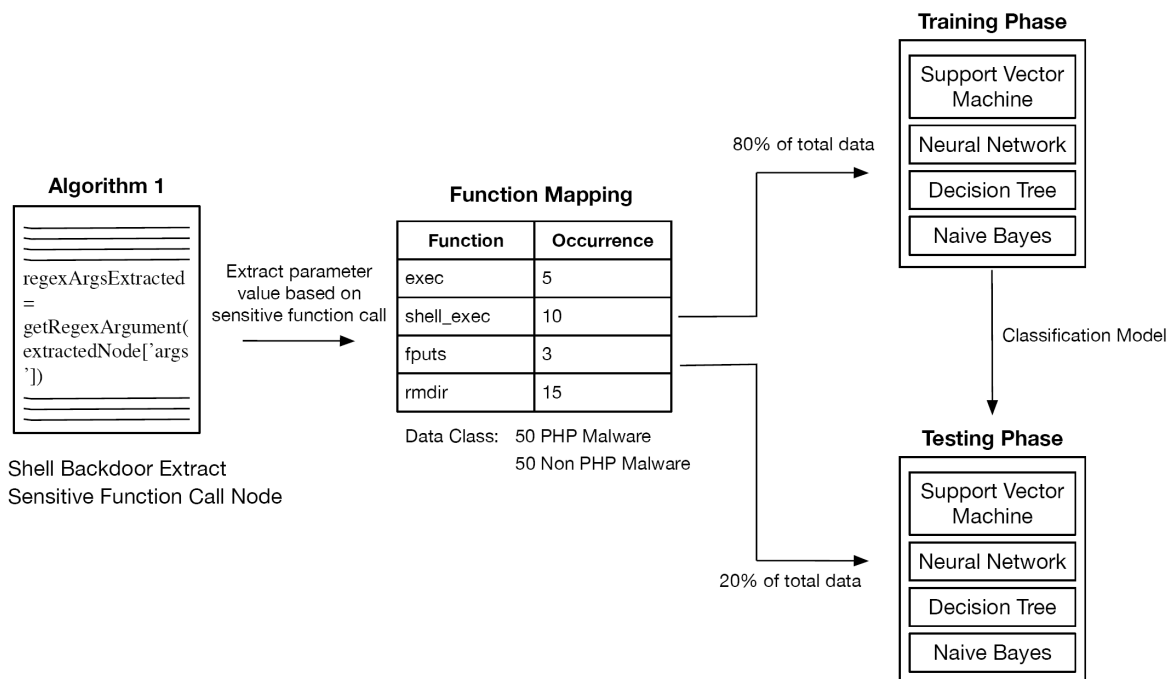 Algorithm 1
regexArgsExtracted
=
getRegexArgument(
extractedNode['args
'])
Shell Backdoor Extract
Sensitive Function Call Node
Extract parameter
value based on
sensitive function call
Function Mapping
Function Occurrence
exec 5
shell_exec 10
fputs 3
rmdir 15
Data Class: 50 PHP Malware
50 Non PHP Malware
80% of total data
20% of total data
Training Phase
Support Vector
Machine
Neural Network
Decision Tree
Naive Bayes
Classification Model
Testing Phase
Support Vector
Machine
Neural Network
Decision Tree
Naive Bayes